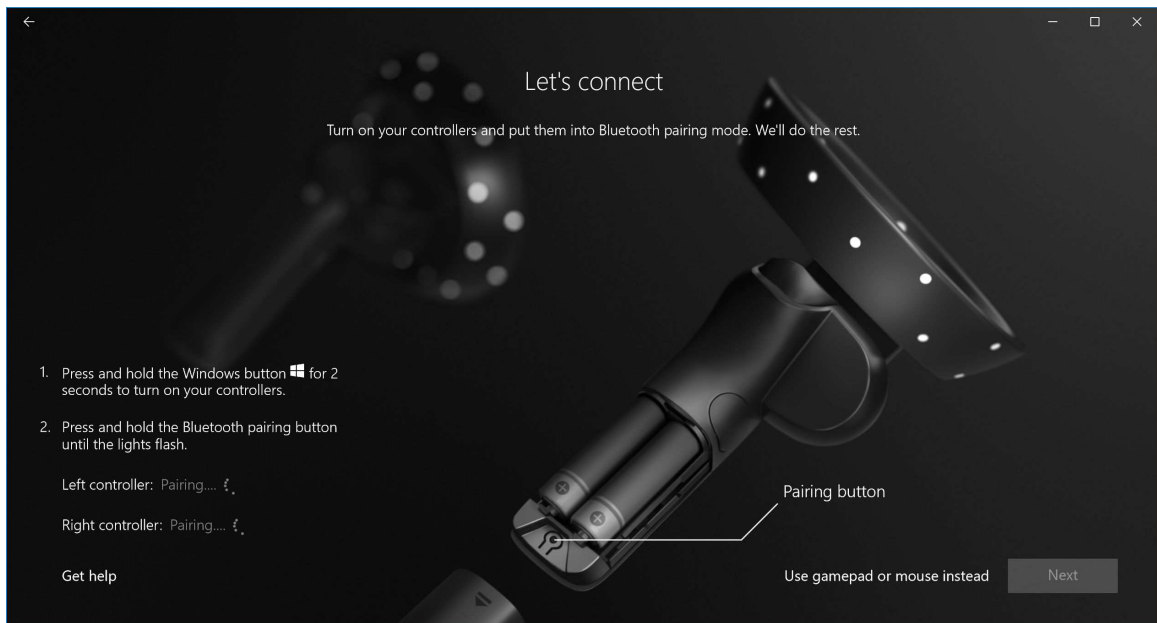 Let's connect
Turn on your controllers and put them into Bluetooth pairing mode. We'll do the rest.
1. Press and hold the Windows button for 2
seconds to turn on your controllers.
2. Press and hold the Bluetooth pairing button
until the lights flash.
Left controller: Pairing....
Right controller: Pairing....
Pairing button
Get help
Use gamepad or mouse instead
Next